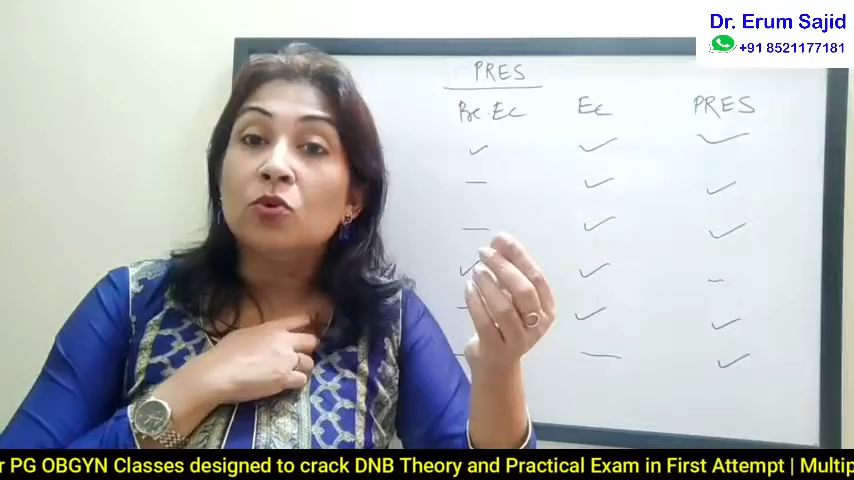 Dr. Erum Sajid
+91 8521177181
PRES
Pre. Ec Ec PRES
r PG OBGYN Classes designed to crack DNB Theory and Practical Exam in First Attempt | Multip